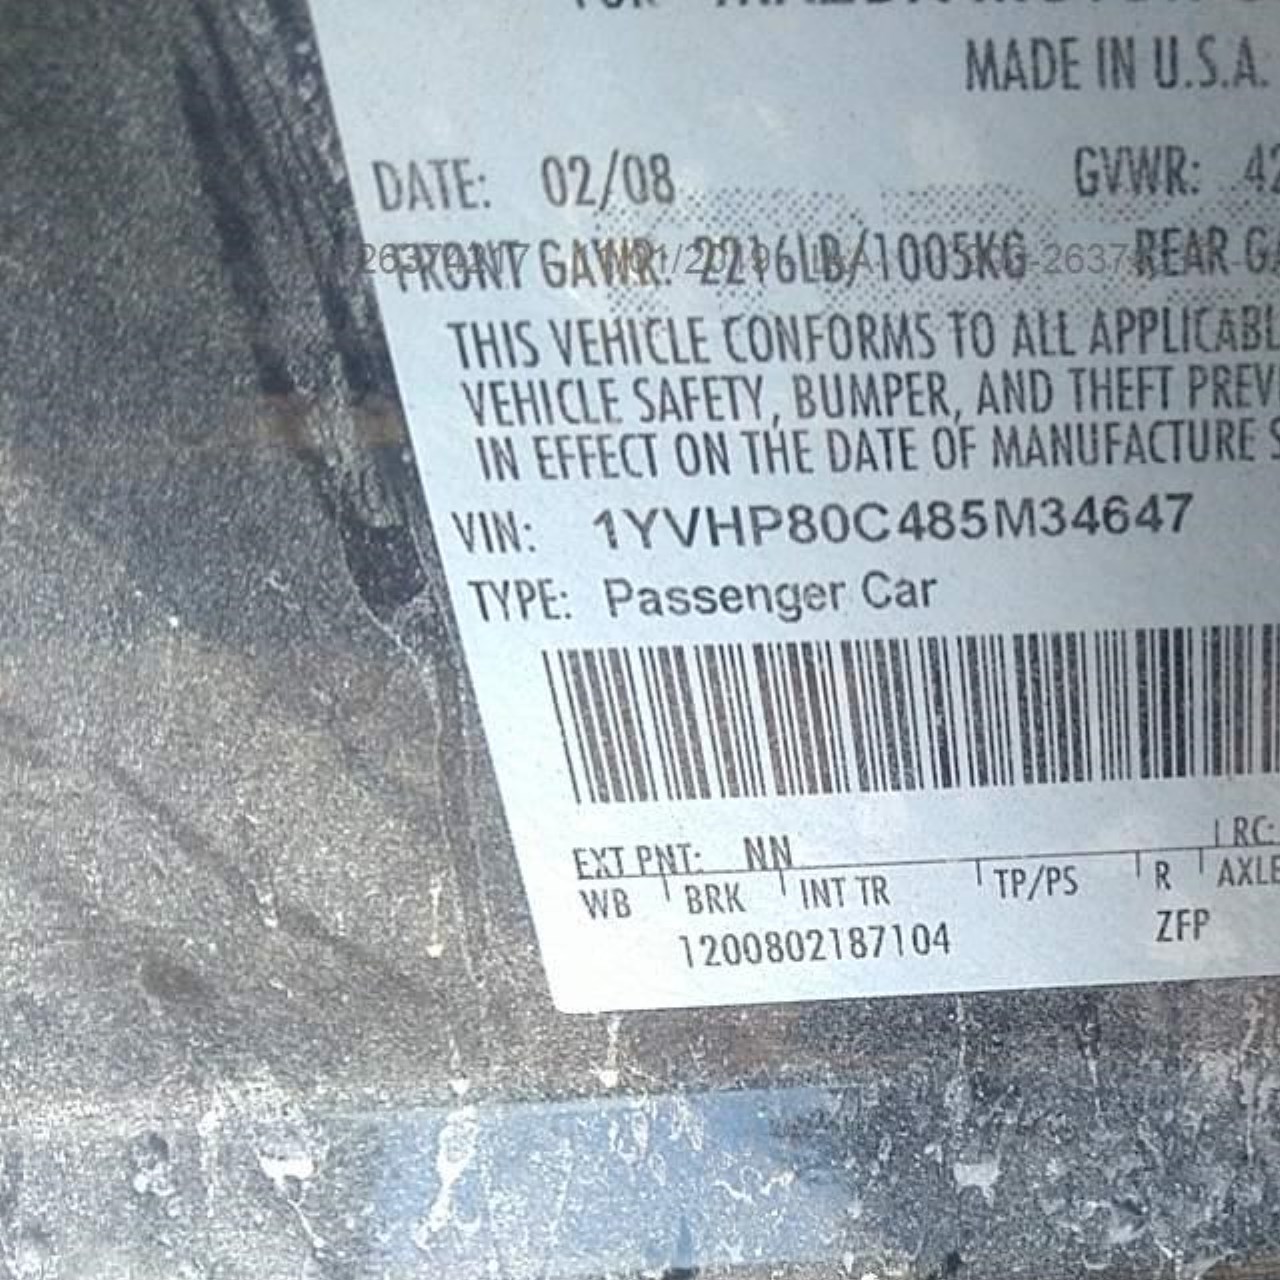 MADE IN U.S.A.
DATE: 02/08 GVWR: 42
FRONT GAWR: 2216LB/1005KG REAR GA
THIS VEHICLE CONFORMS TO ALL APPLICABL
VEHICLE SAFETY, BUMPER, AND THEFT PREV
IN EFFECT ON THE DATE OF MANUFACTURE S
VIN: 1YVHP80C485M34647
TYPE: Passenger Car
EXT PNT: NN RC:
WB BRK INT TR TP/PS R AXLE
1200802187104 ZFP